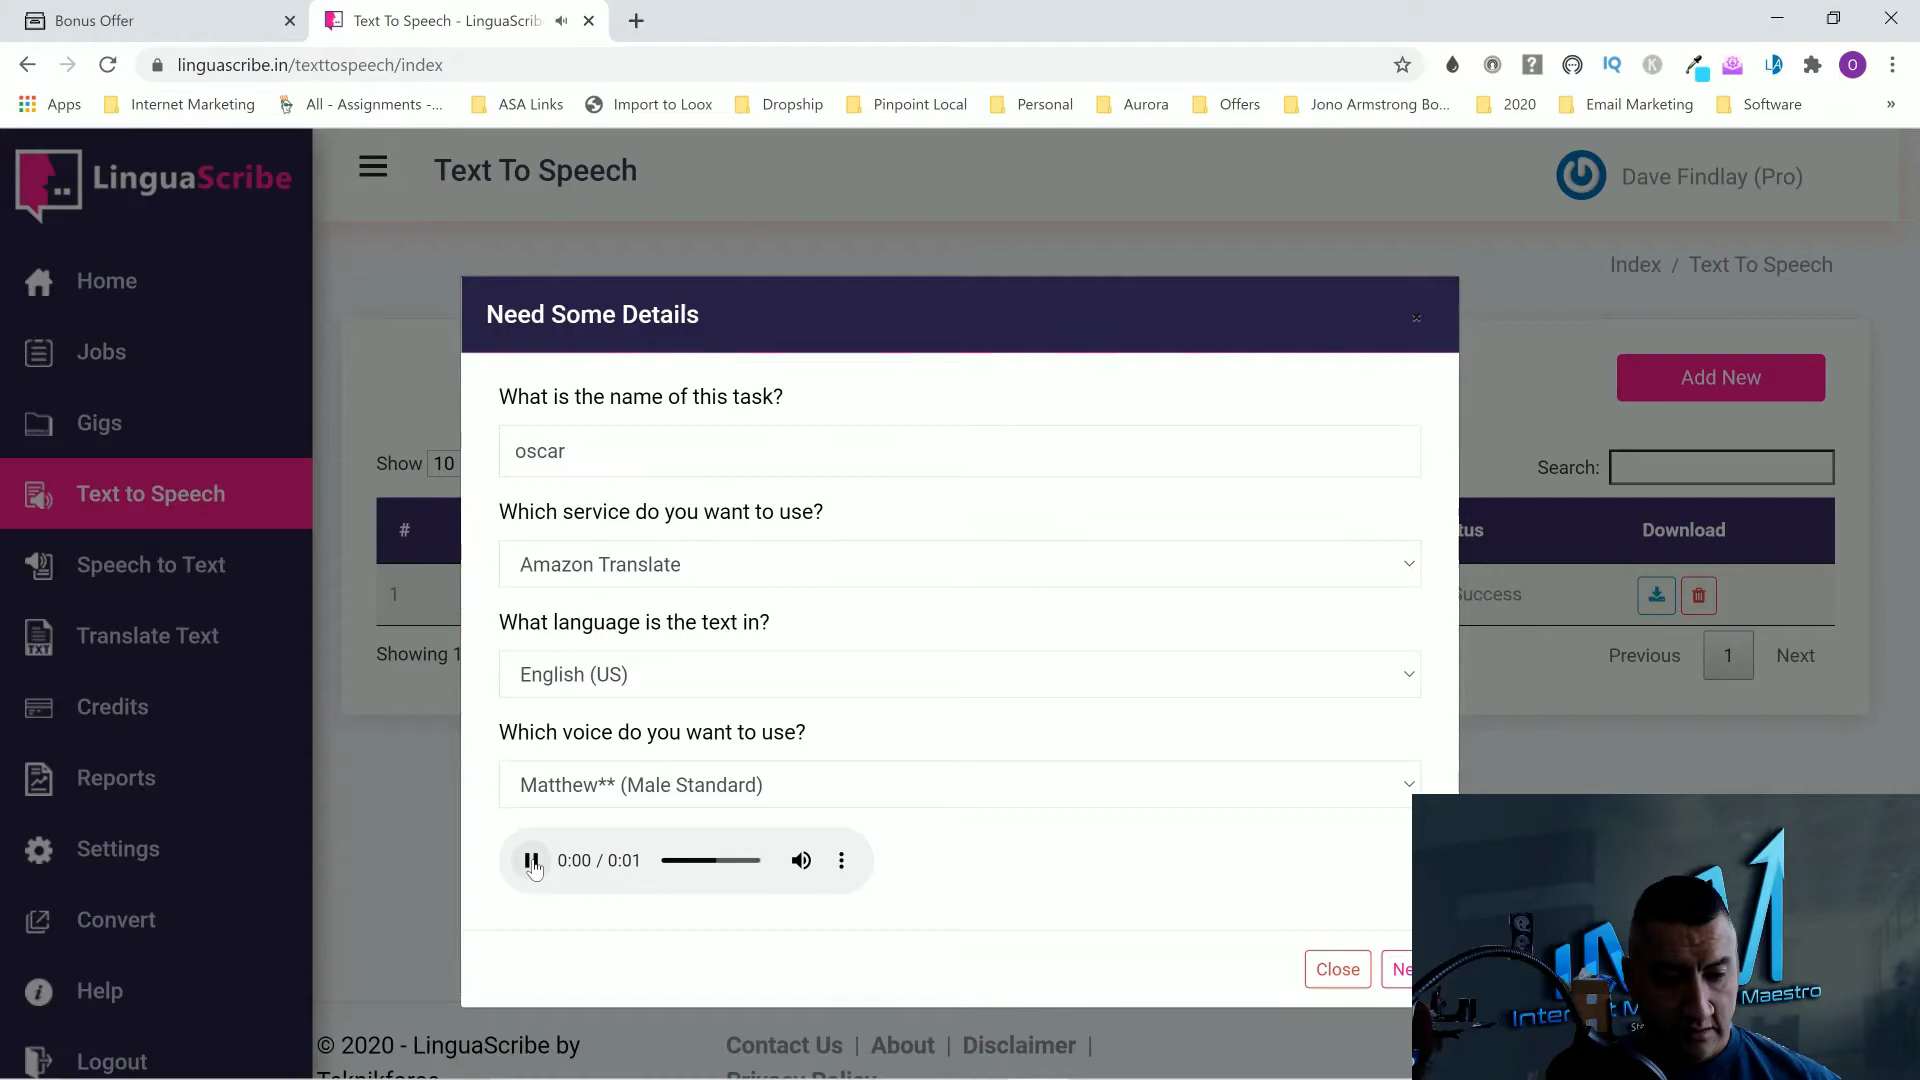 Bonus Offer
Text To Speech - LinguaScrib
linguascribe.in/texttospeech/index
Apps
Internet Marketing
All - Assignments -...
ASA Links
Import to Loox
Dropship
Pinpoint Local
Personal
Aurora
Offers
Jono Armstrong Bo...
2020
Email Marketing
Software
»
LinguaScribe
Text To Speech
Dave Findlay (Pro)
Home
Jobs
Gigs
Text to Speech
Speech to Text
Translate Text
Credits
Reports
Settings
Convert
Help
Logout
Index / Text To Speech
Add New
Show 10
Search:
#
tus
Download
1
Success
Showing 1
Previous 1 Next
Need Some Details
×
What is the name of this task?
oscar
Which service do you want to use?
Amazon Translate
What language is the text in?
English (US)
Which voice do you want to use?
Matthew** (Male Standard)
0:00 / 0:01
Close
Ne
© 2020 - LinguaScribe by
Teknikforce
Contact Us | About | Disclaimer |
Privacy Policy
Maestro